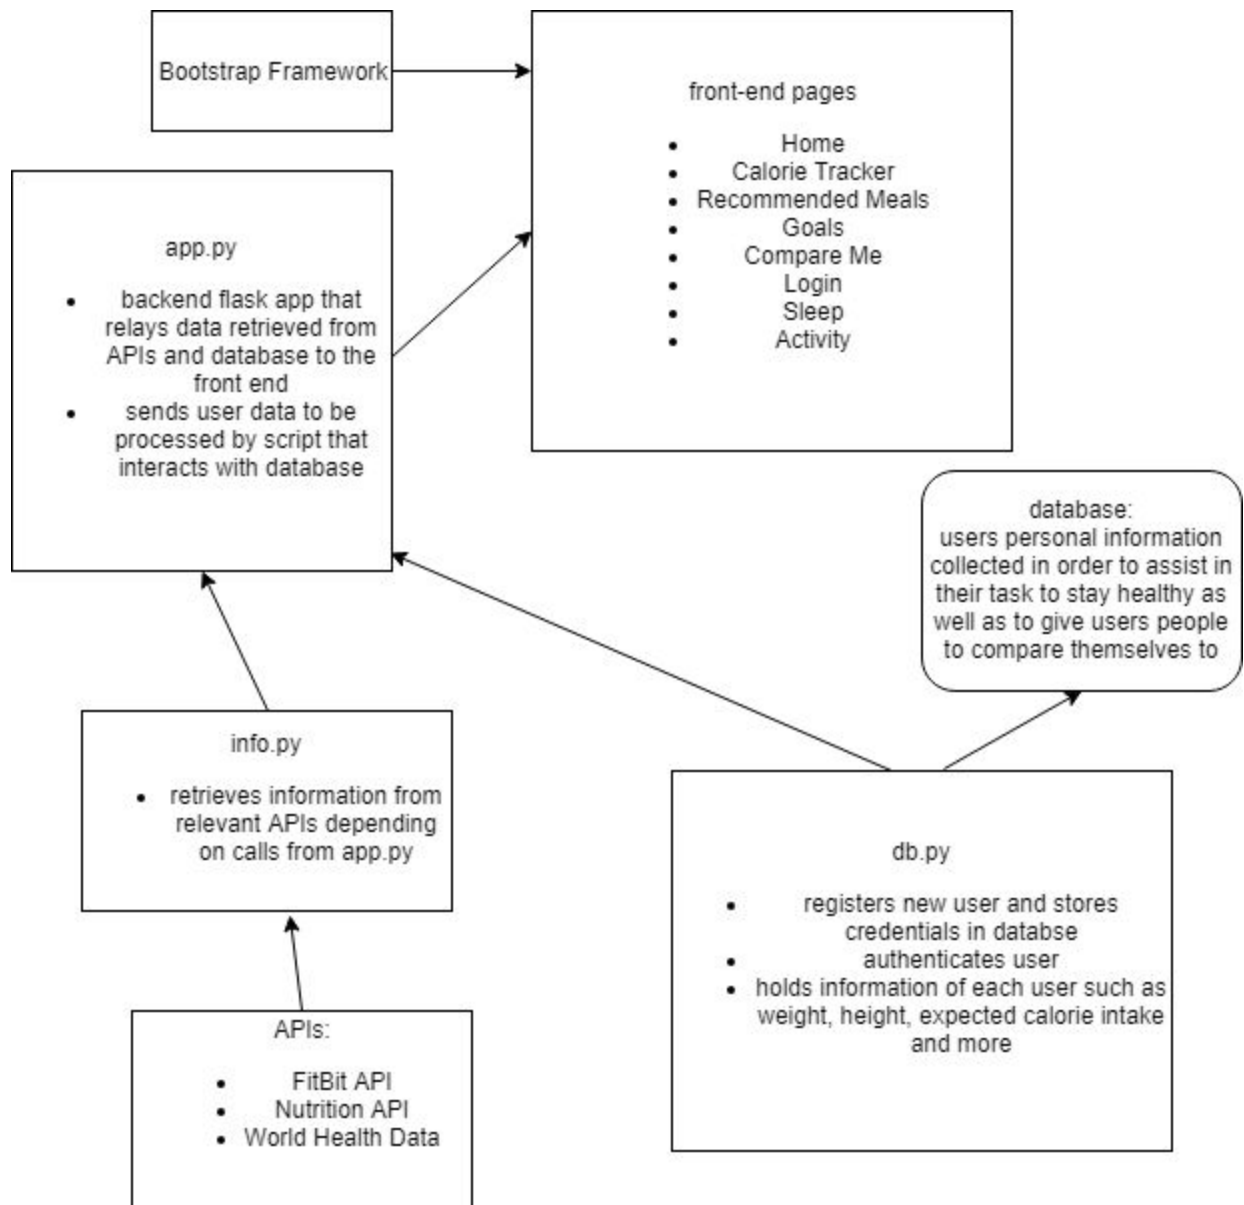 Bootstrap Framework
front-end pages
• Home
• Calorie Tracker
• Recommended Meals
• Goals
• Compare Me
• Login
• Sleep
• Activity
app.py
• backend flask app that
relays data retrieved from
APIs and database to the
front end
• sends user data to be
processed by script that
interacts with database
database:
users personal information
collected in order to assist in
their task to stay healthy as
well as to give users people
to compare themselves to
info.py
• retrieves information from
relevant APIs depending
on calls from app.py
db.py
• registers new user and stores
credentials in databse
• authenticates user
• holds information of each user such as
weight, height, expected calorie intake
and more
APIs:
• FitBit API
• Nutrition API
• World Health Data